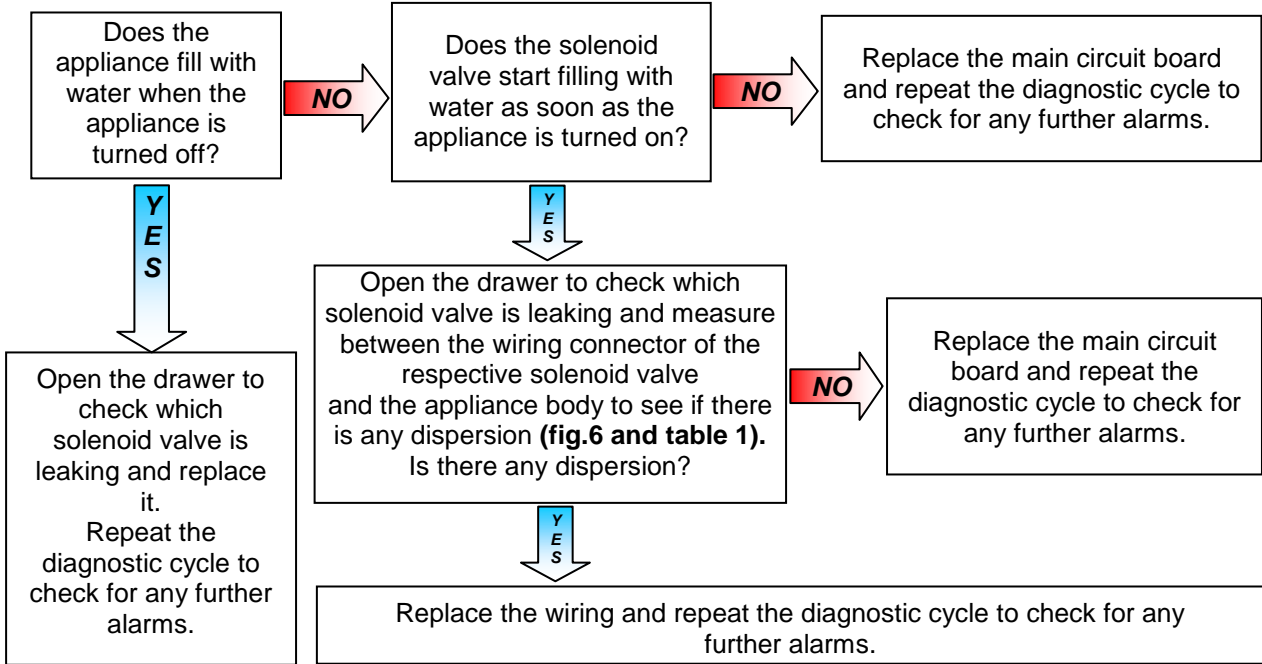 Does the
appliance fill with
water when the
appliance is
turned off?
NO
Does the solenoid
valve start filling with
water as soon as the
appliance is turned on?
NO
Replace the main circuit board
and repeat the diagnostic cycle to
check for any further alarms.
YES
YES
Open the drawer to
check which
solenoid valve is
leaking and replace
it.
Repeat the
diagnostic cycle to
check for any further
alarms.
Open the drawer to check which
solenoid valve is leaking and measure
between the wiring connector of the
respective solenoid valve
and the appliance body to see if there
is any dispersion (fig.6 and table 1).
Is there any dispersion?
NO
Replace the main circuit
board and repeat the
diagnostic cycle to check for
any further alarms.
YES
Replace the wiring and repeat the diagnostic cycle to check for any
further alarms.